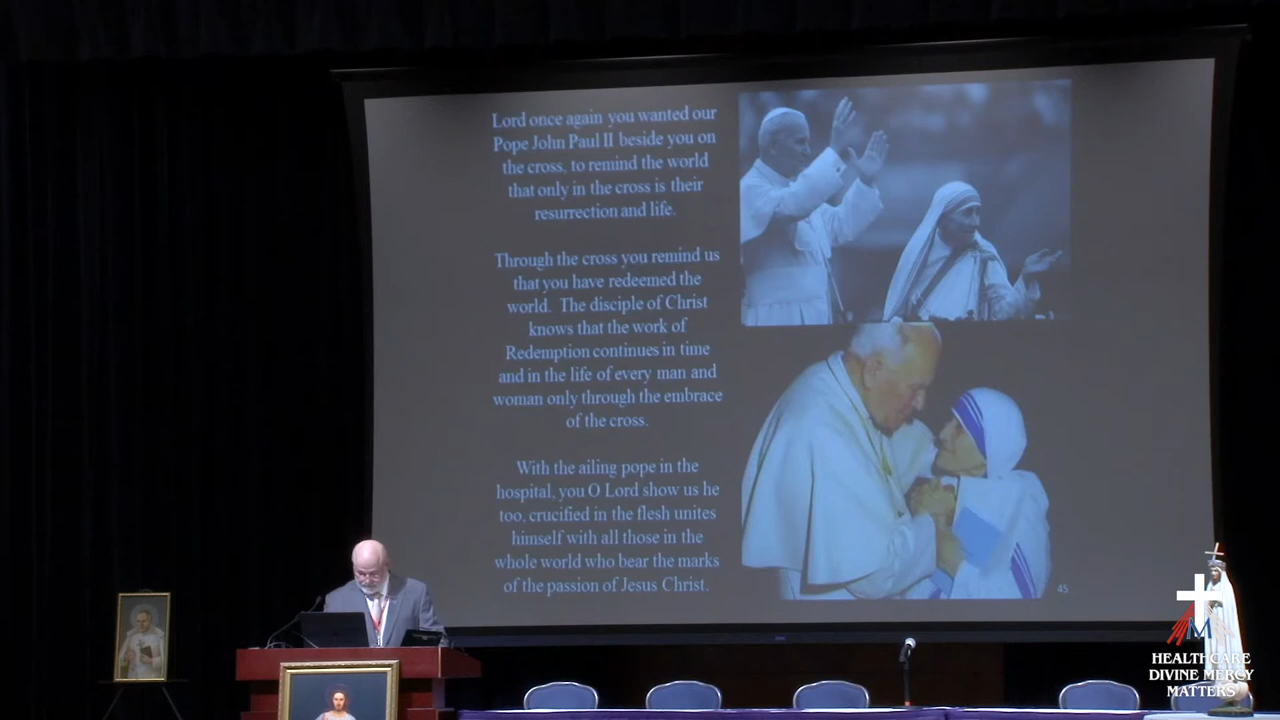 Lord once again you wanted our
Pope John Paul II beside you on
the cross, to remind the world
that only in the cross is their
resurrection and life.
Through the cross you remind us
that you have redeemed the
world. The disciple of Christ
knows that the work of
Redemption continues in time
and in the life of every man and
woman only through the embrace
of the cross.
With the ailing pope in the
hospital, you O Lord show us he
too, crucified in the flesh unites
himself with all those in the
whole world who bear the marks
of the passion of Jesus Christ.
45
M
HEALTHCARE
DIVINE MERCY
MATTERS